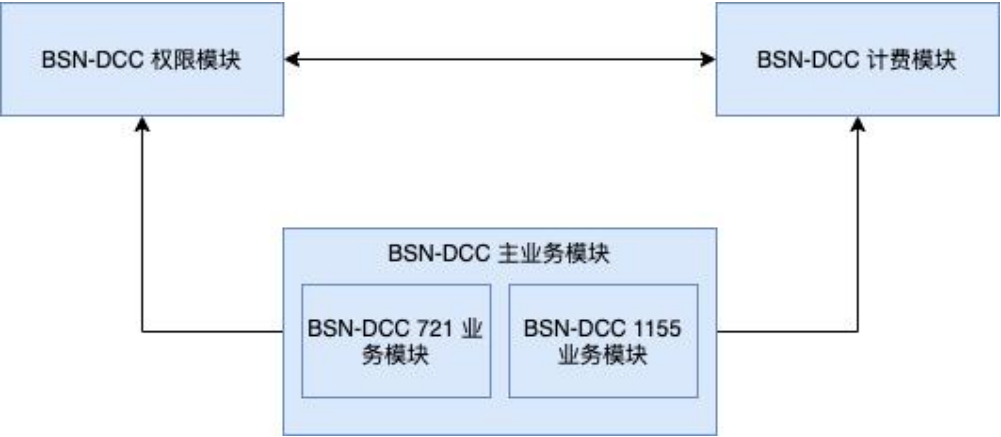 BSN-DCC 权限模块
BSN-DCC 计费模块
BSN-DCC 主业务模块
BSN-DCC 721 业
务模块
BSN-DCC 1155
业务模块